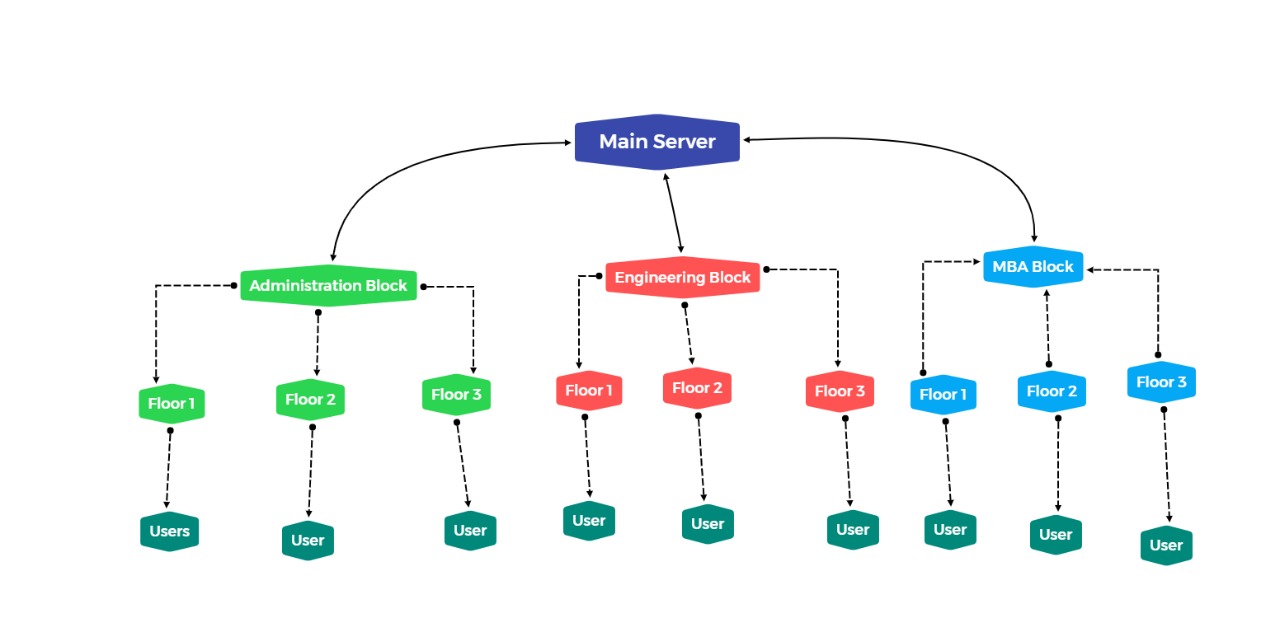 Main Server
Administration Block
Engineering Block
MBA Block
Floor 1
Floor 2
Floor 3
Floor 1
Floor 2
Floor 3
Floor 1
Floor 2
Floor 3
Users
User
User
User
User
User
User
User
User